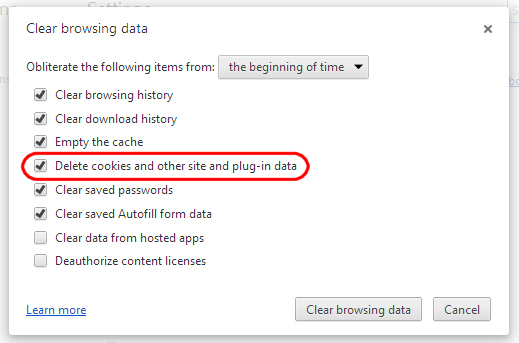 Settings
Clear browsing data
Obliterate the following items from: the beginning of time
Clear browsing history
Clear download history
Empty the cache
Delete cookies and other site and plug-in data
Clear saved passwords
Clear saved Autofill form data
Clear data from hosted apps
Deauthorize content licenses
Learn more
Clear browsing data
Cancel